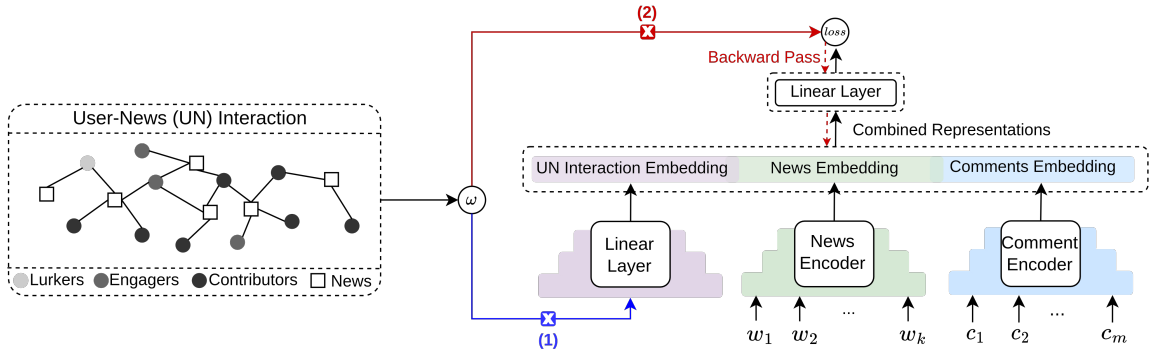 (2)
loss
Backward Pass
Linear Layer
User-News (UN) Interaction
Combined Representations
UN Interaction Embedding
News Embedding
Comments Embedding
ω
Linear
Layer
News
Encoder
Comment
Encoder
Lurkers
Engagers
Contributors
News
x
x
(1)
w1
w2
...
wk
c1
c2
...
cm